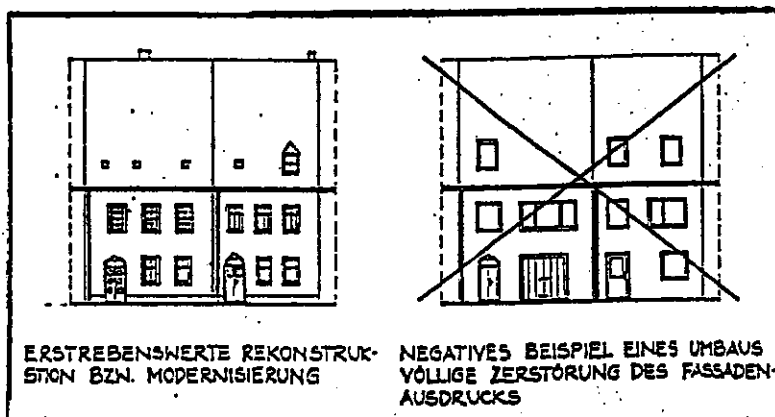 ERSTREBENSWERTE REKONSTRUK-
TION BZW. MODERNISIERUNG
NEGATIVES BEISPIEL EINES UMBAUS
VÖLLIGE ZERSTÖRUNG DES FASSADEN-
AUSDRUCKS